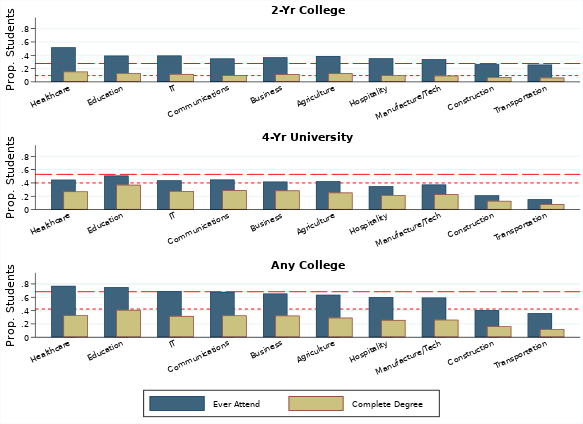 2-Yr College
Prop. Students
.8
.6
.4
.2
0
Healthcare
Education
IT
Communications
Business
Agriculture
Hospitality
Manufacture/Tech
Construction
Transportation
4-Yr University
Prop. Students
.8
.6
.4
.2
0
Healthcare
Education
IT
Communications
Business
Agriculture
Hospitality
Manufacture/Tech
Construction
Transportation
Any College
Prop. Students
.8
.6
.4
.2
0
Healthcare
Education
IT
Communications
Business
Agriculture
Hospitality
Manufacture/Tech
Construction
Transportation
Ever Attend
Complete Degree